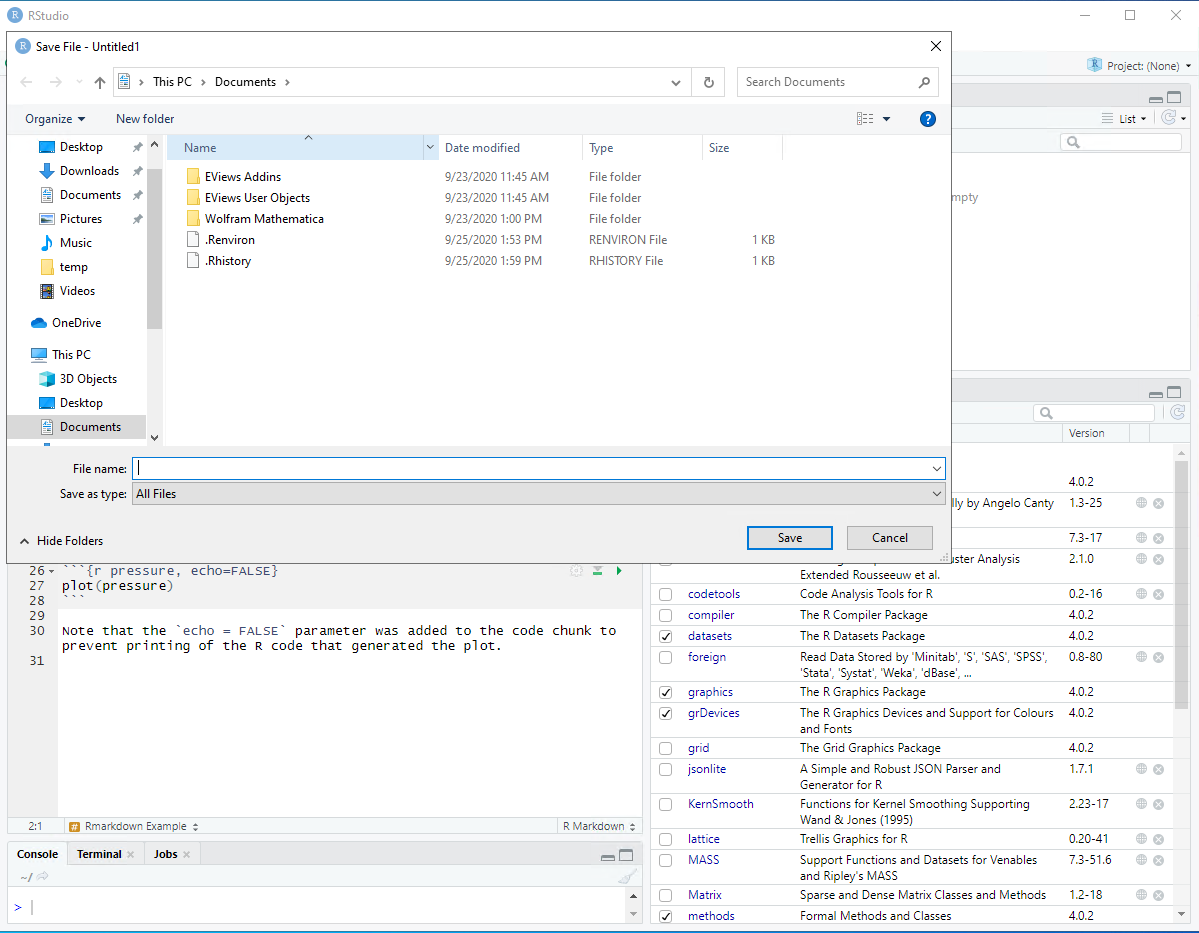 RStudio
Save File - Untitled1
This PC > Documents >
Search Documents
Project: (None)
Organize
New folder
List
Desktop
Downloads
Documents
Pictures
Music
temp
Videos
OneDrive
This PC
3D Objects
Desktop
Documents
Name Date modified Type Size
EViews Addins 9/23/2020 11:45 AM File folder
EViews User Objects 9/23/2020 11:45 AM File folder
Wolfram Mathematica 9/23/2020 1:00 PM File folder
.Renviron 9/25/2020 1:53 PM RENVIRON File 1 KB
.Rhistory 9/25/2020 1:59 PM RHISTORY File 1 KB
mpty
File name:
Save as type: All Files
Hide Folders
Save
Cancel
26 ```{r pressure, echo=FALSE}
27 plot(pressure)
28 ```
29
30 Note that the `echo = FALSE` parameter was added to the code chunk to
prevent printing of the R code that generated the plot.
31
2:1 # Rmarkdown Example R Markdown
Console Terminal Jobs
~/
>
Version
4.0.2
lly by Angelo Canty 1.3-25
7.3-17
uster Analysis 2.1.0
Extended Rousseeuw et al.
codetools Code Analysis Tools for R 0.2-16
compiler The R Compiler Package 4.0.2
datasets The R Datasets Package 4.0.2
foreign Read Data Stored by 'Minitab', 'S', 'SAS', 'SPSS', 0.8-80
'Stata', 'Systat', 'Weka', 'dBase', ...
graphics The R Graphics Package 4.0.2
grDevices The R Graphics Devices and Support for Colours 4.0.2
and Fonts
grid The Grid Graphics Package 4.0.2
jsonlite A Simple and Robust JSON Parser and 1.7.1
Generator for R
KernSmooth Functions for Kernel Smoothing Supporting 2.23-17
Wand & Jones (1995)
lattice Trellis Graphics for R 0.20-41
MASS Support Functions and Datasets for Venables 7.3-51.6
and Ripley's MASS
Matrix Sparse and Dense Matrix Classes and Methods 1.2-18
methods Formal Methods and Classes 4.0.2